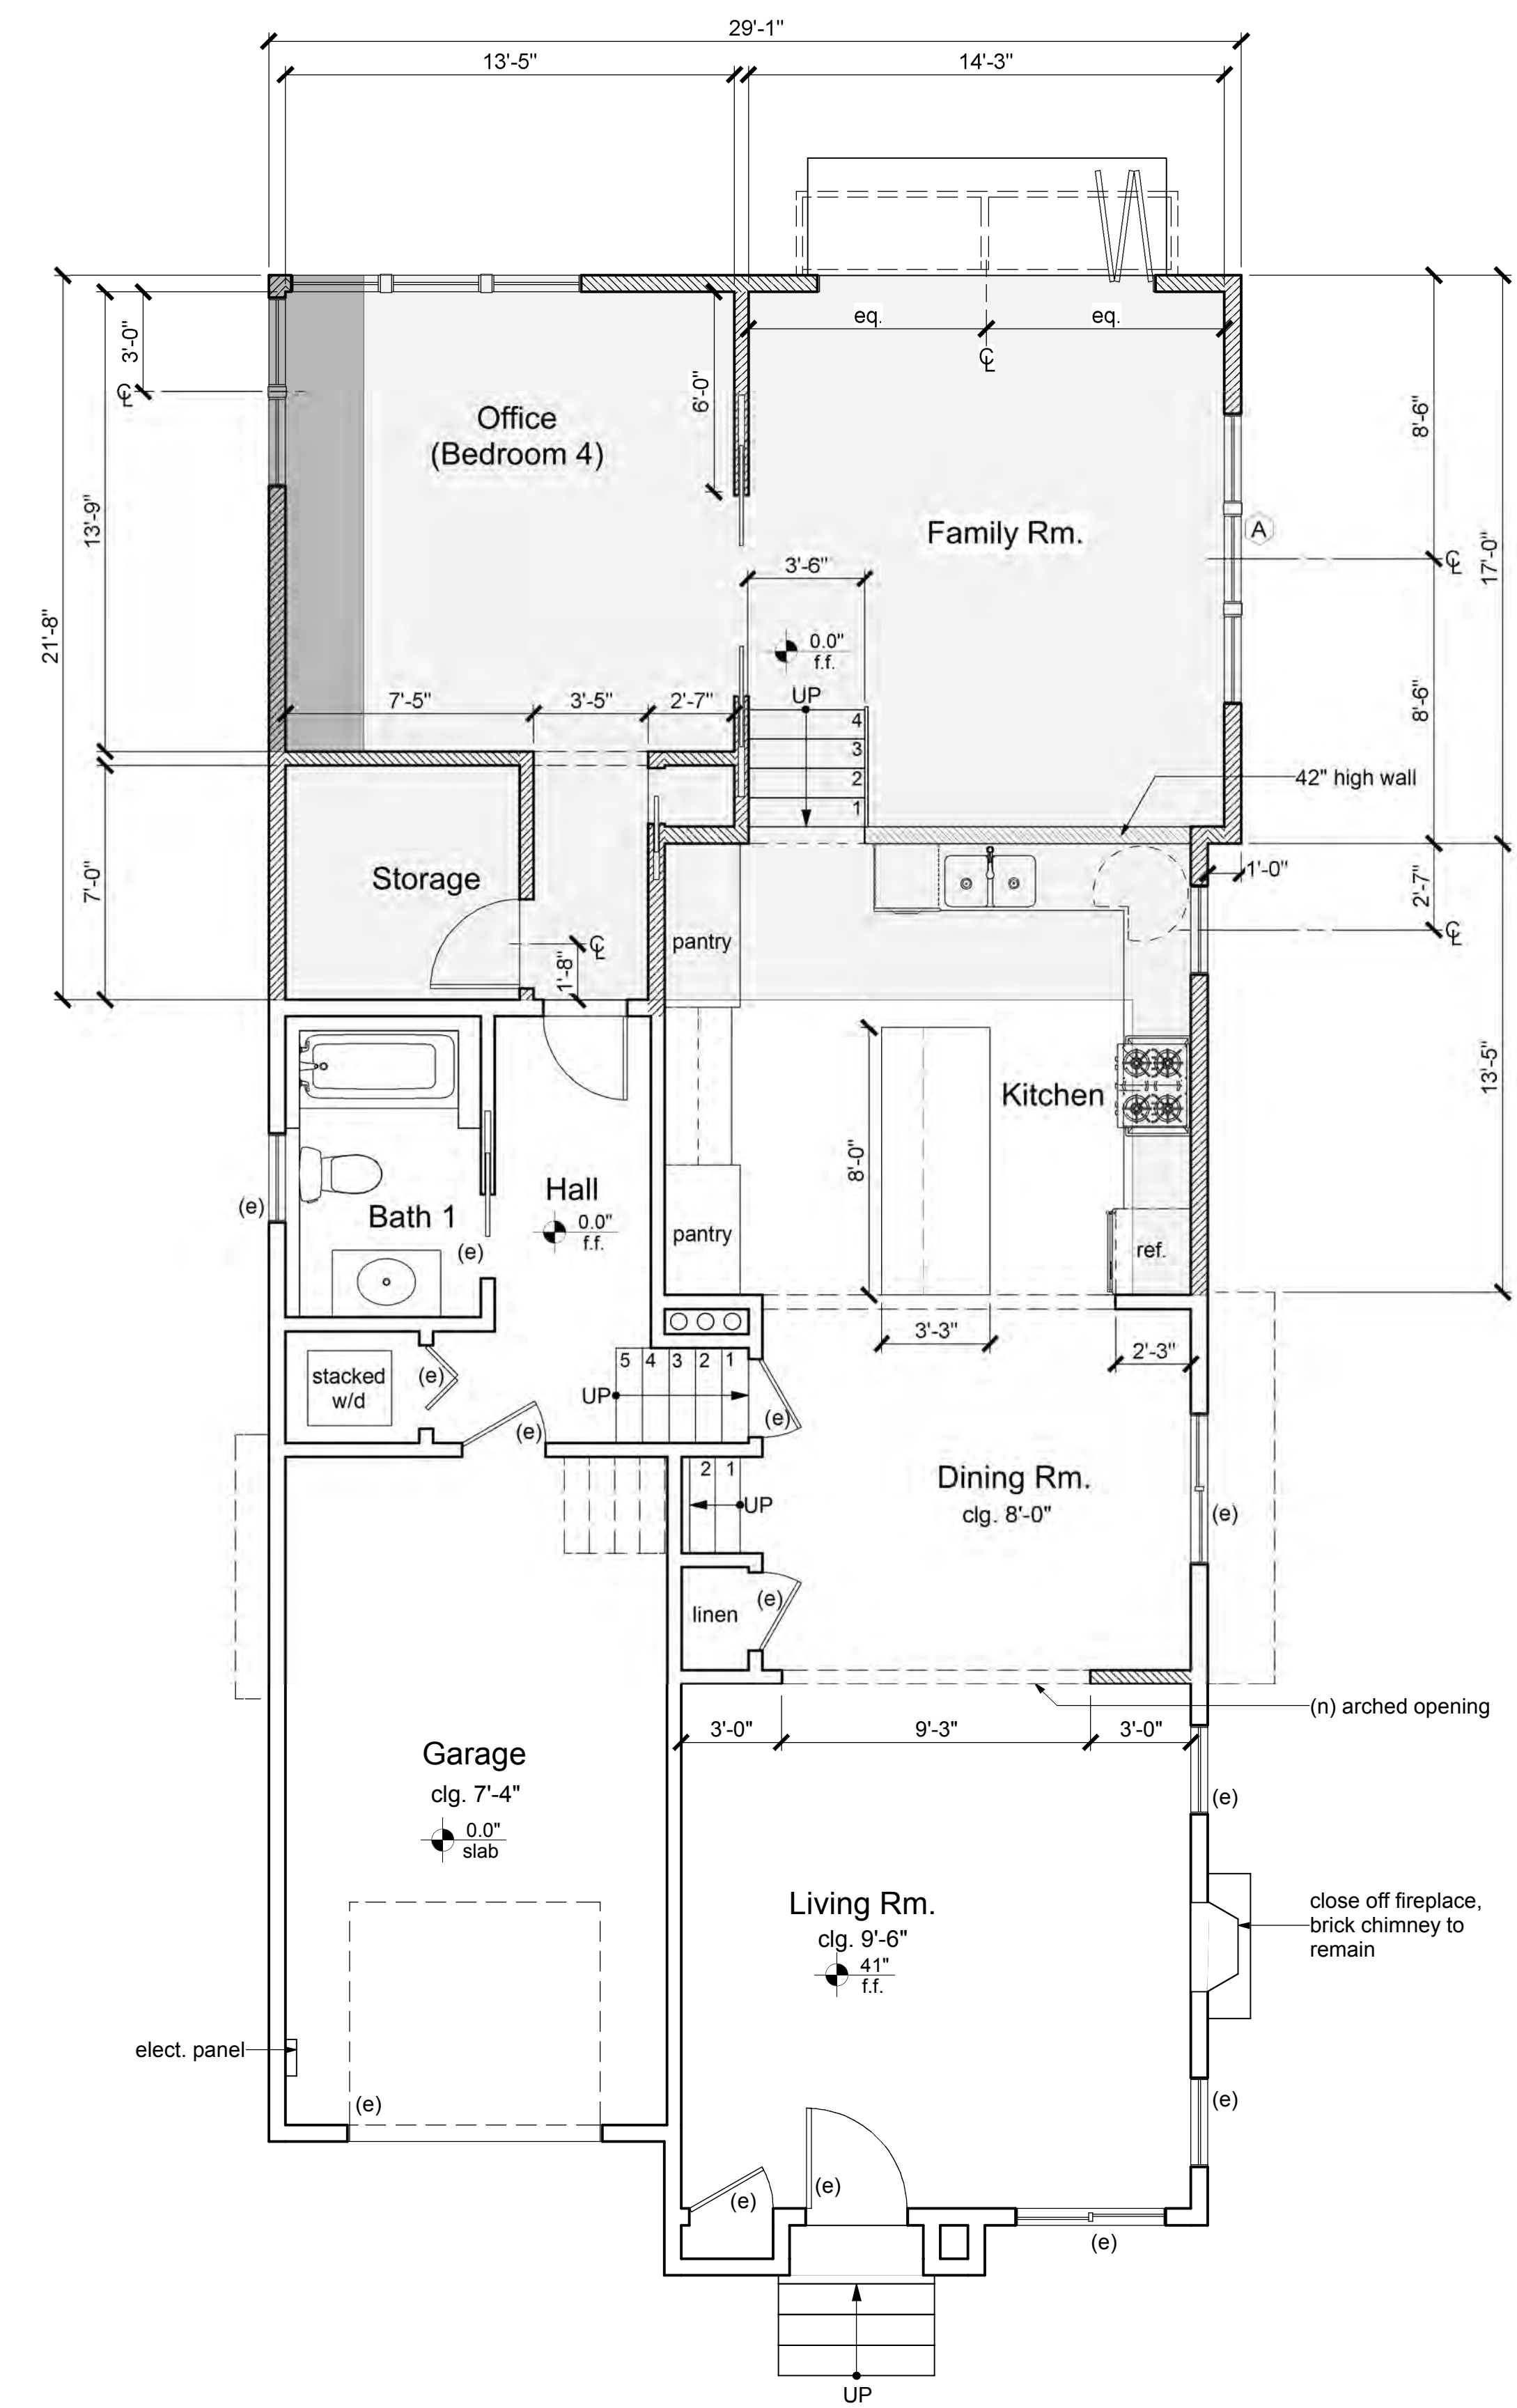 29'-1"
13'-5"
14'-3"
eq.
eq.
℄
3'-0"
℄
6'-0"
8'-6"
Office
(Bedroom 4)
13'-9"
Family Rm.
A
℄
17'-0"
3'-6"
21'-8"
0.0"
f.f.
7'-5"
3'-5"
2'-7"
UP
4
3
2
1
8'-6"
42" high wall
Storage
7'-0"
1'-0"
2'-7"
℄
pantry
℄
1'-8"
Kitchen
13'-5"
8'-0"
Hall
0.0"
f.f.
Bath 1
(e)
(e)
pantry
ref.
3'-3"
2'-3"
stacked
w/d
(e)
5
4
3
2
1
UP
(e)
(e)
2
1
UP
Dining Rm.
clg. 8'-0"
(e)
(e)
linen
(n) arched opening
3'-0"
9'-3"
3'-0"
Garage
clg. 7'-4"
0.0"
slab
(e)
Living Rm.
clg. 9'-6"
41"
f.f.
close off fireplace,
brick chimney to
remain
elect. panel
(e)
(e)
(e)
(e)
(e)
UP